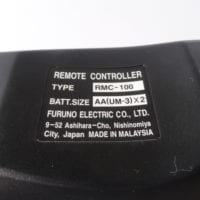 REMOTE CONTROLLER
TYPE RMC-100
BATT.SIZE AA(UM-3)X2
FURUNO ELECTRIC CO., LTD.
9-52 Ashihara-Cho, Nishinomiya
City, Japan MADE IN MALAYSIA